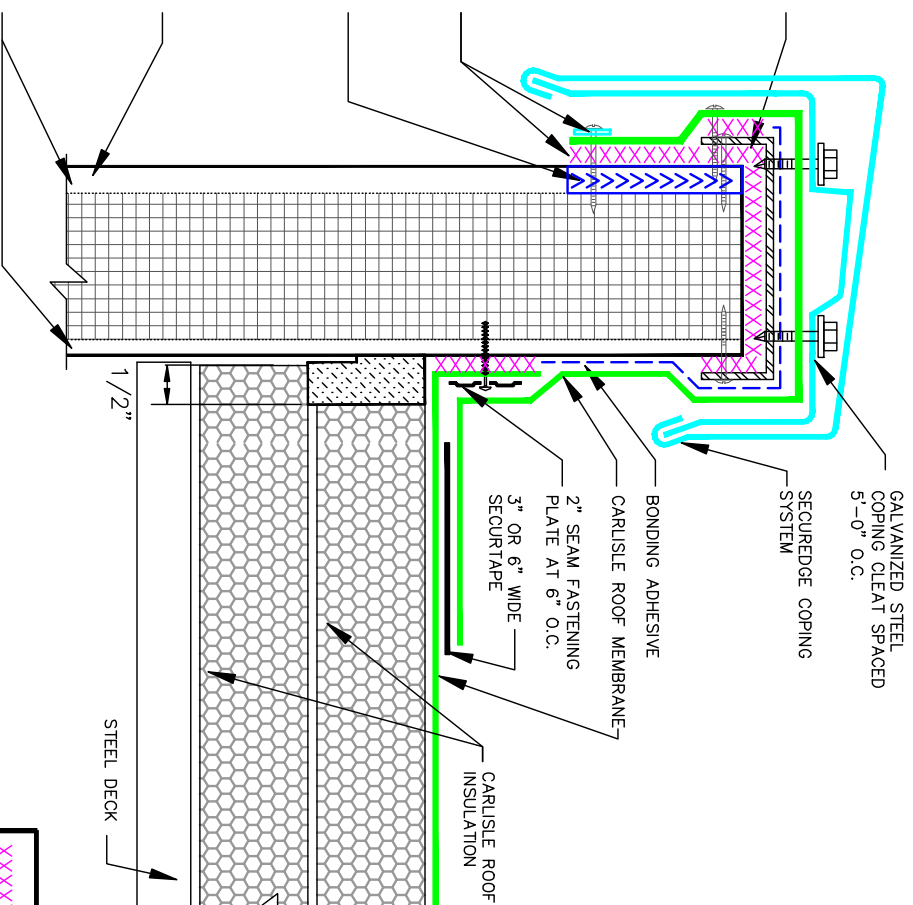 GALVANIZED STEEL
COPING CLEAT SPACED
5'-0" O.C.
SECUREDGE COPING
SYSTEM
BONDING ADHESIVE
CARLISLE ROOF MEMBRANE
2" SEAM FASTENING
PLATE AT 6" O.C.
3" OR 6" WIDE
SECURTAPE
CARLISLE ROOF
INSULATION
1/2"
STEEL DECK